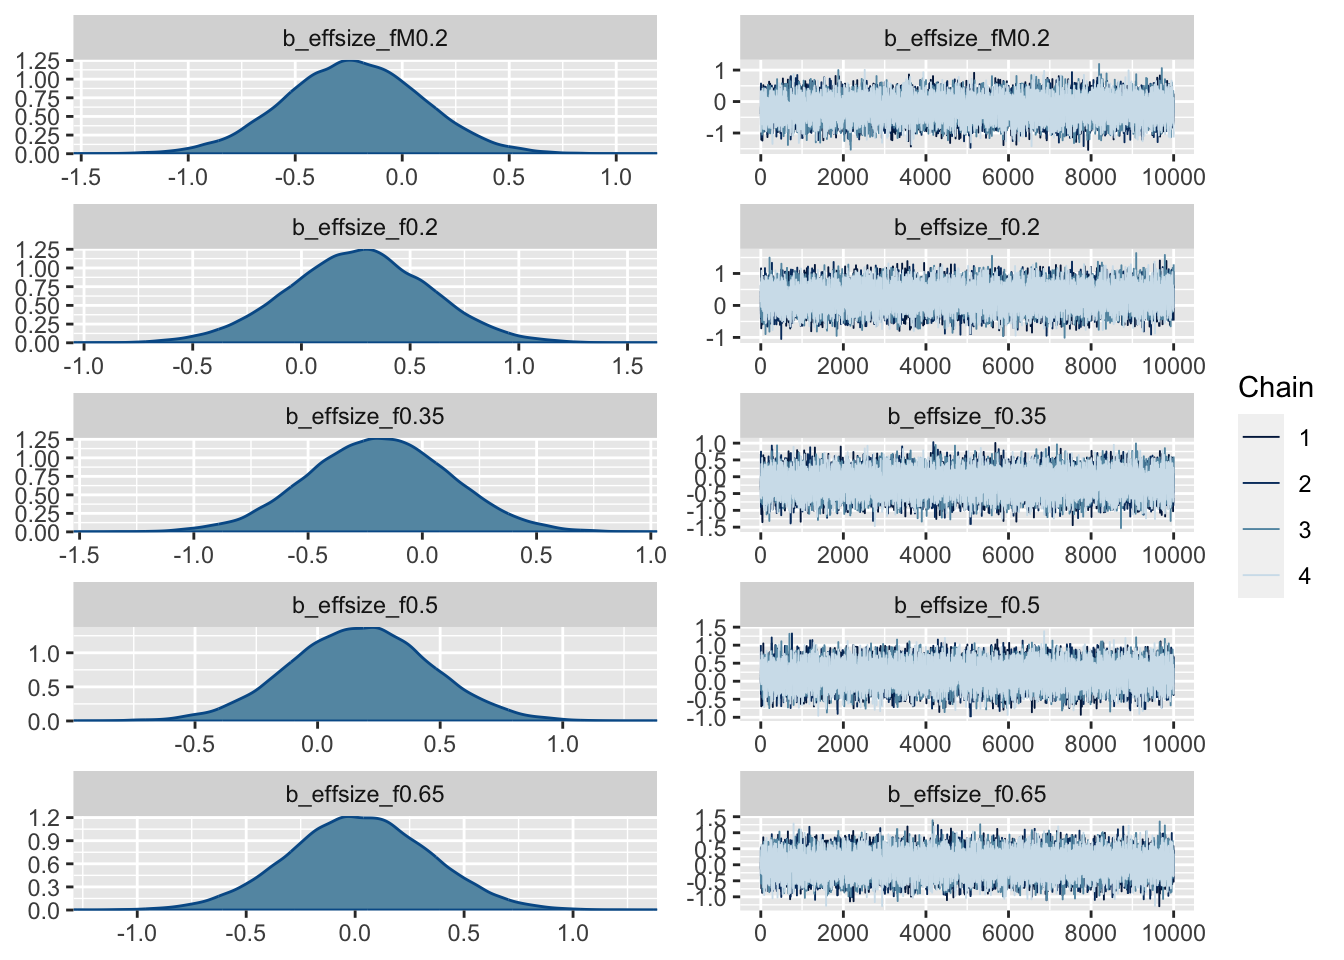 b_effsize_fM0.2
1.25
1.00
0.75
0.50
0.25
0.00
-1.5 -1.0 -0.5 0.0 0.5 1.0
b_effsize_fM0.2
1
0
-1
0 2000 4000 6000 8000 10000
b_effsize_f0.2
1.25
1.00
0.75
0.50
0.25
0.00
-1.0 -0.5 0.0 0.5 1.0 1.5
b_effsize_f0.2
1
0
-1
0 2000 4000 6000 8000 10000
b_effsize_f0.35
1.25
1.00
0.75
0.50
0.25
0.00
-1.5 -1.0 -0.5 0.0 0.5 1.0
b_effsize_f0.35
1.0
0.5
0.0
-0.5
-1.0
-1.5
0 2000 4000 6000 8000 10000
b_effsize_f0.5
1.0
0.5
0.0
-0.5 0.0 0.5 1.0
b_effsize_f0.5
1.5
1.0
0.5
0.0
-0.5
-1.0
0 2000 4000 6000 8000 10000
b_effsize_f0.65
1.2
0.9
0.6
0.3
0.0
-1.0 -0.5 0.0 0.5 1.0
b_effsize_f0.65
1.5
1.0
0.5
0.0
-0.5
-1.0
0 2000 4000 6000 8000 10000
Chain
1
2
3
4